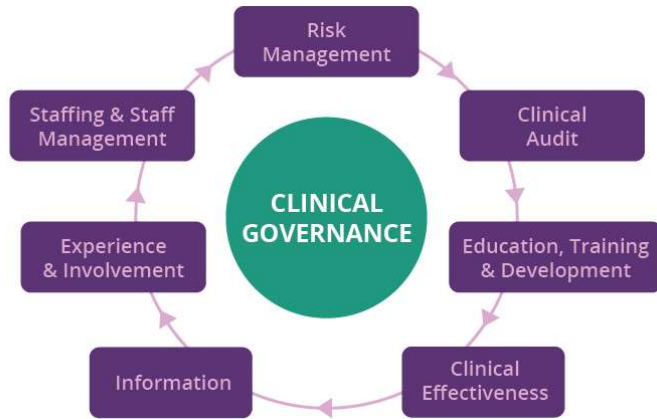 Risk
Management
Clinical
Audit
Education, Training
& Development
Clinical
Effectiveness
Information
Experience
& Involvement
Staffing & Staff
Management
CLINICAL
GOVERNANCE